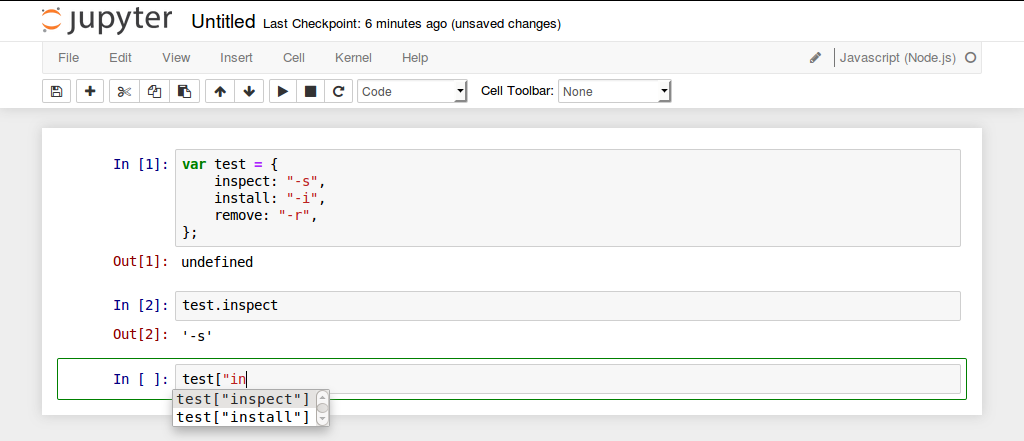 jupyter Untitled Last Checkpoint: 6 minutes ago (unsaved changes)
File Edit View Insert Cell Kernel Help Javascript (Node.js)
Code Cell Toolbar: None
In [1]: var test = {
inspect: "-s",
install: "-i",
remove: "-r",
};
Out[1]: undefined
In [2]: test.inspect
Out[2]: '-s'
In [ ]: test["in
test["inspect"]
test["install"]